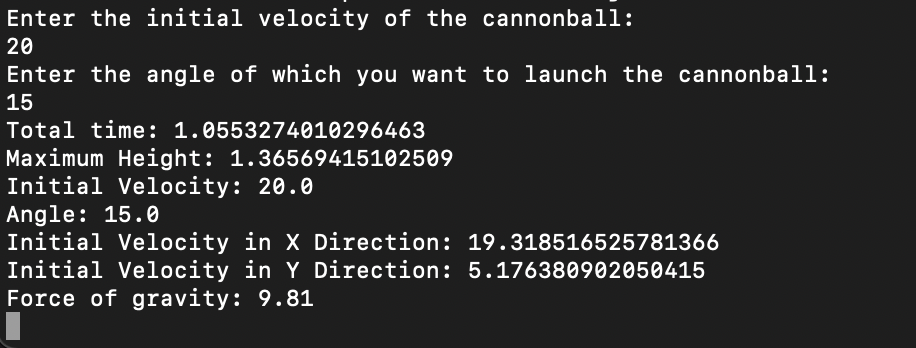 Enter the initial velocity of the cannonball:
20
Enter the angle of which you want to launch the cannonball:
15
Total time: 1.0553274010296463
Maximum Height: 1.36569415102509
Initial Velocity: 20.0
Angle: 15.0
Initial Velocity in X Direction: 19.318516525781366
Initial Velocity in Y Direction: 5.176380902050415
Force of gravity: 9.81